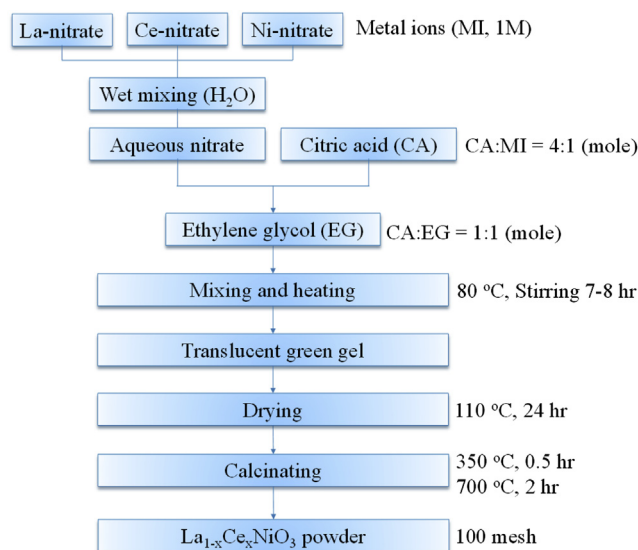 La-nitrate Ce-nitrate Ni-nitrate Metal ions (MI, 1M)
Wet mixing (H₂O)
Aqueous nitrate Citric acid (CA) CA:MI = 4:1 (mole)
Ethylene glycol (EG) CA:EG = 1:1 (mole)
Mixing and heating 80 °C, Stirring 7-8 hr
Translucent green gel
Drying 110 °C, 24 hr
Calcinating 350 °C, 0.5 hr
700 °C, 2 hr
La₁₋ₓCeₓNiO₃ powder 100 mesh